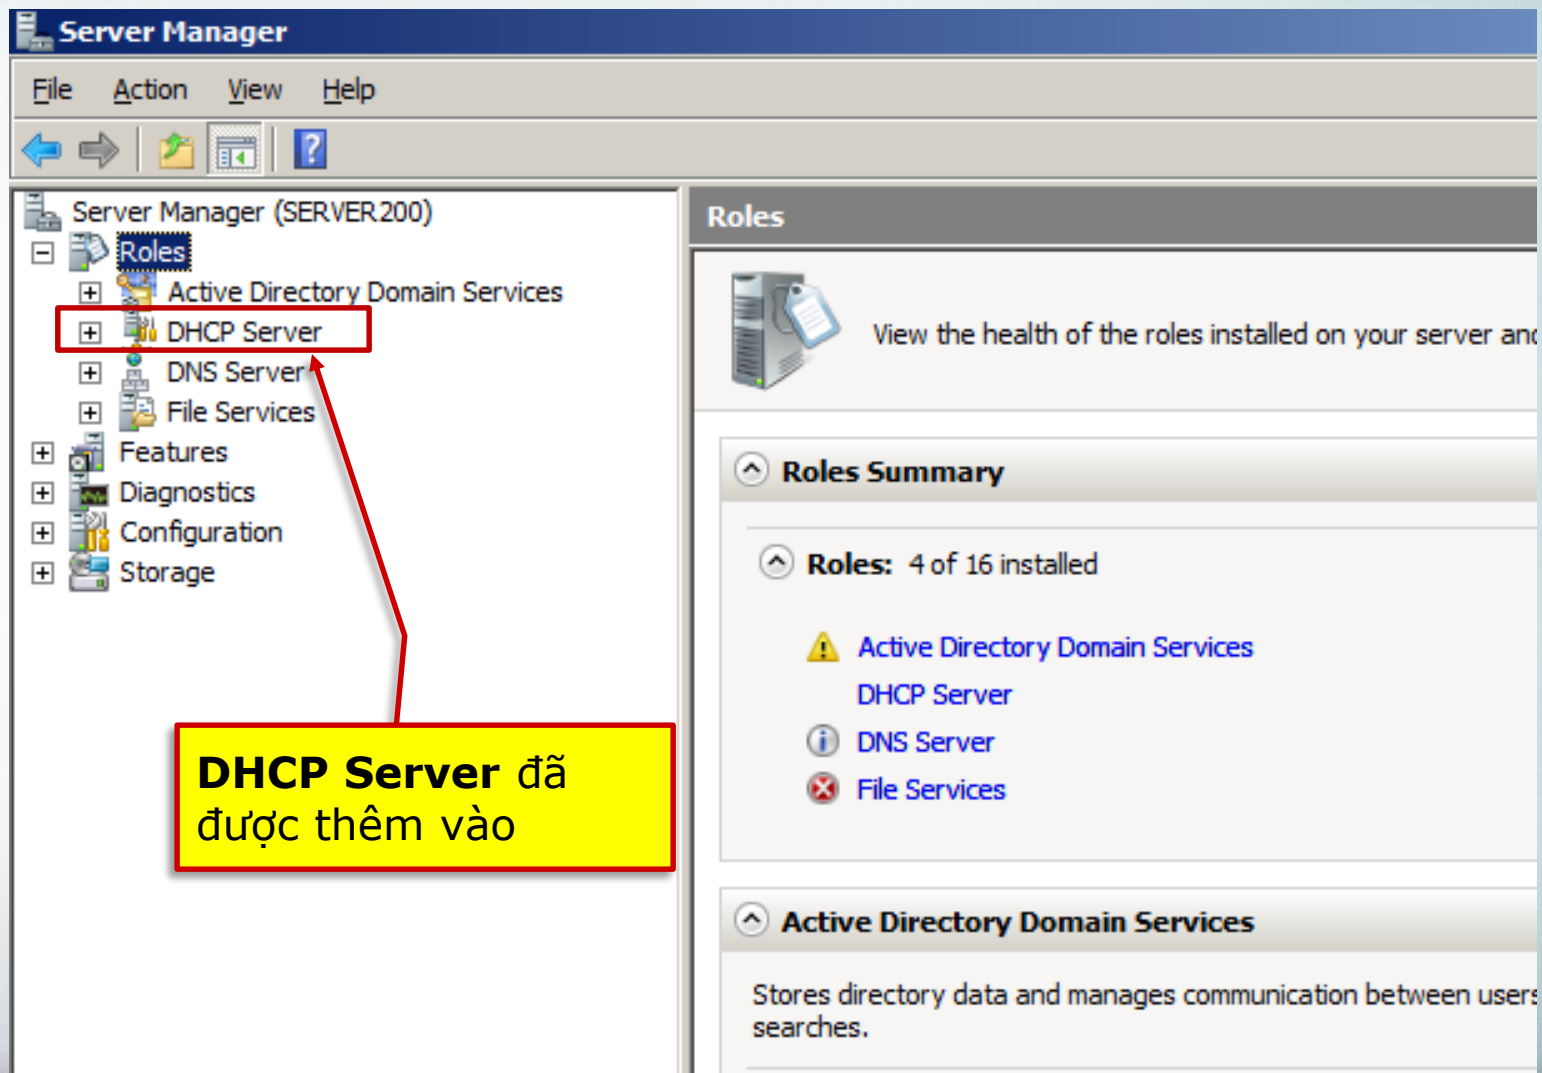 Server Manager
File Action View Help
Server Manager (SERVER200)
Roles
Active Directory Domain Services
DHCP Server
DNS Server
File Services
Features
Diagnostics
Configuration
Storage
DHCP Server đã
được thêm vào
Roles
View the health of the roles installed on your server and
Roles Summary
Roles: 4 of 16 installed
Active Directory Domain Services
DHCP Server
DNS Server
File Services
Active Directory Domain Services
Stores directory data and manages communication between users
searches.